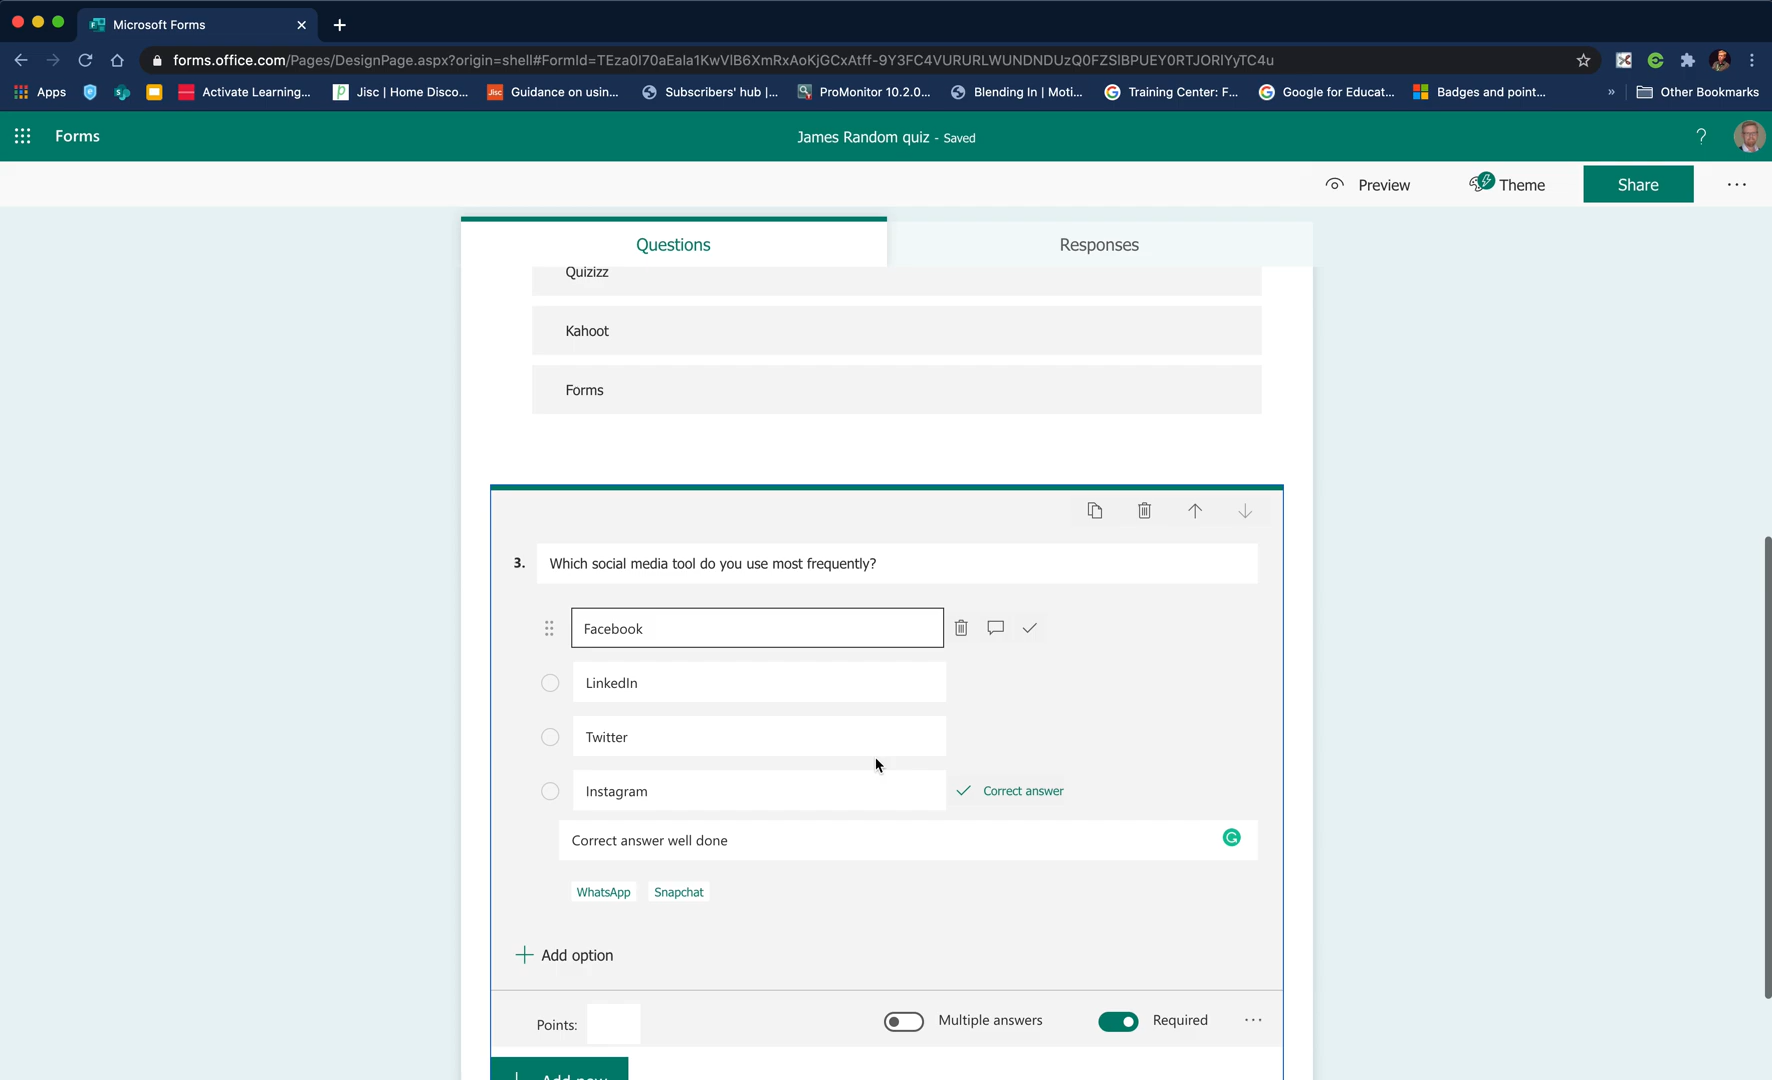 Microsoft Forms
forms.office.com/Pages/DesignPage.aspx?origin=shell#FormId=TEza0I70aEaIa1KwVlB6XmRxAoKjGCxAtff-9Y3FC4VURURLWUNDNDUzQ0FZSlBPUEY0RTJORlYyTC4u
Apps
Activate Learning...
Jisc | Home Disco...
Jisc
Guidance on usin...
Subscribers' hub |...
ProMonitor 10.2.0...
Blending In | Moti...
Training Center: F...
Google for Educat...
Badges and point...
»
Other Bookmarks
Forms
James Random quiz - Saved
?
Preview
Theme
Share
Questions
Responses
Quizizz
Kahoot
Forms
3. Which social media tool do you use most frequently?
Facebook
LinkedIn
Twitter
Instagram
Correct answer
Correct answer well done
WhatsApp
Snapchat
Add option
Points:
Multiple answers
Required
Add new